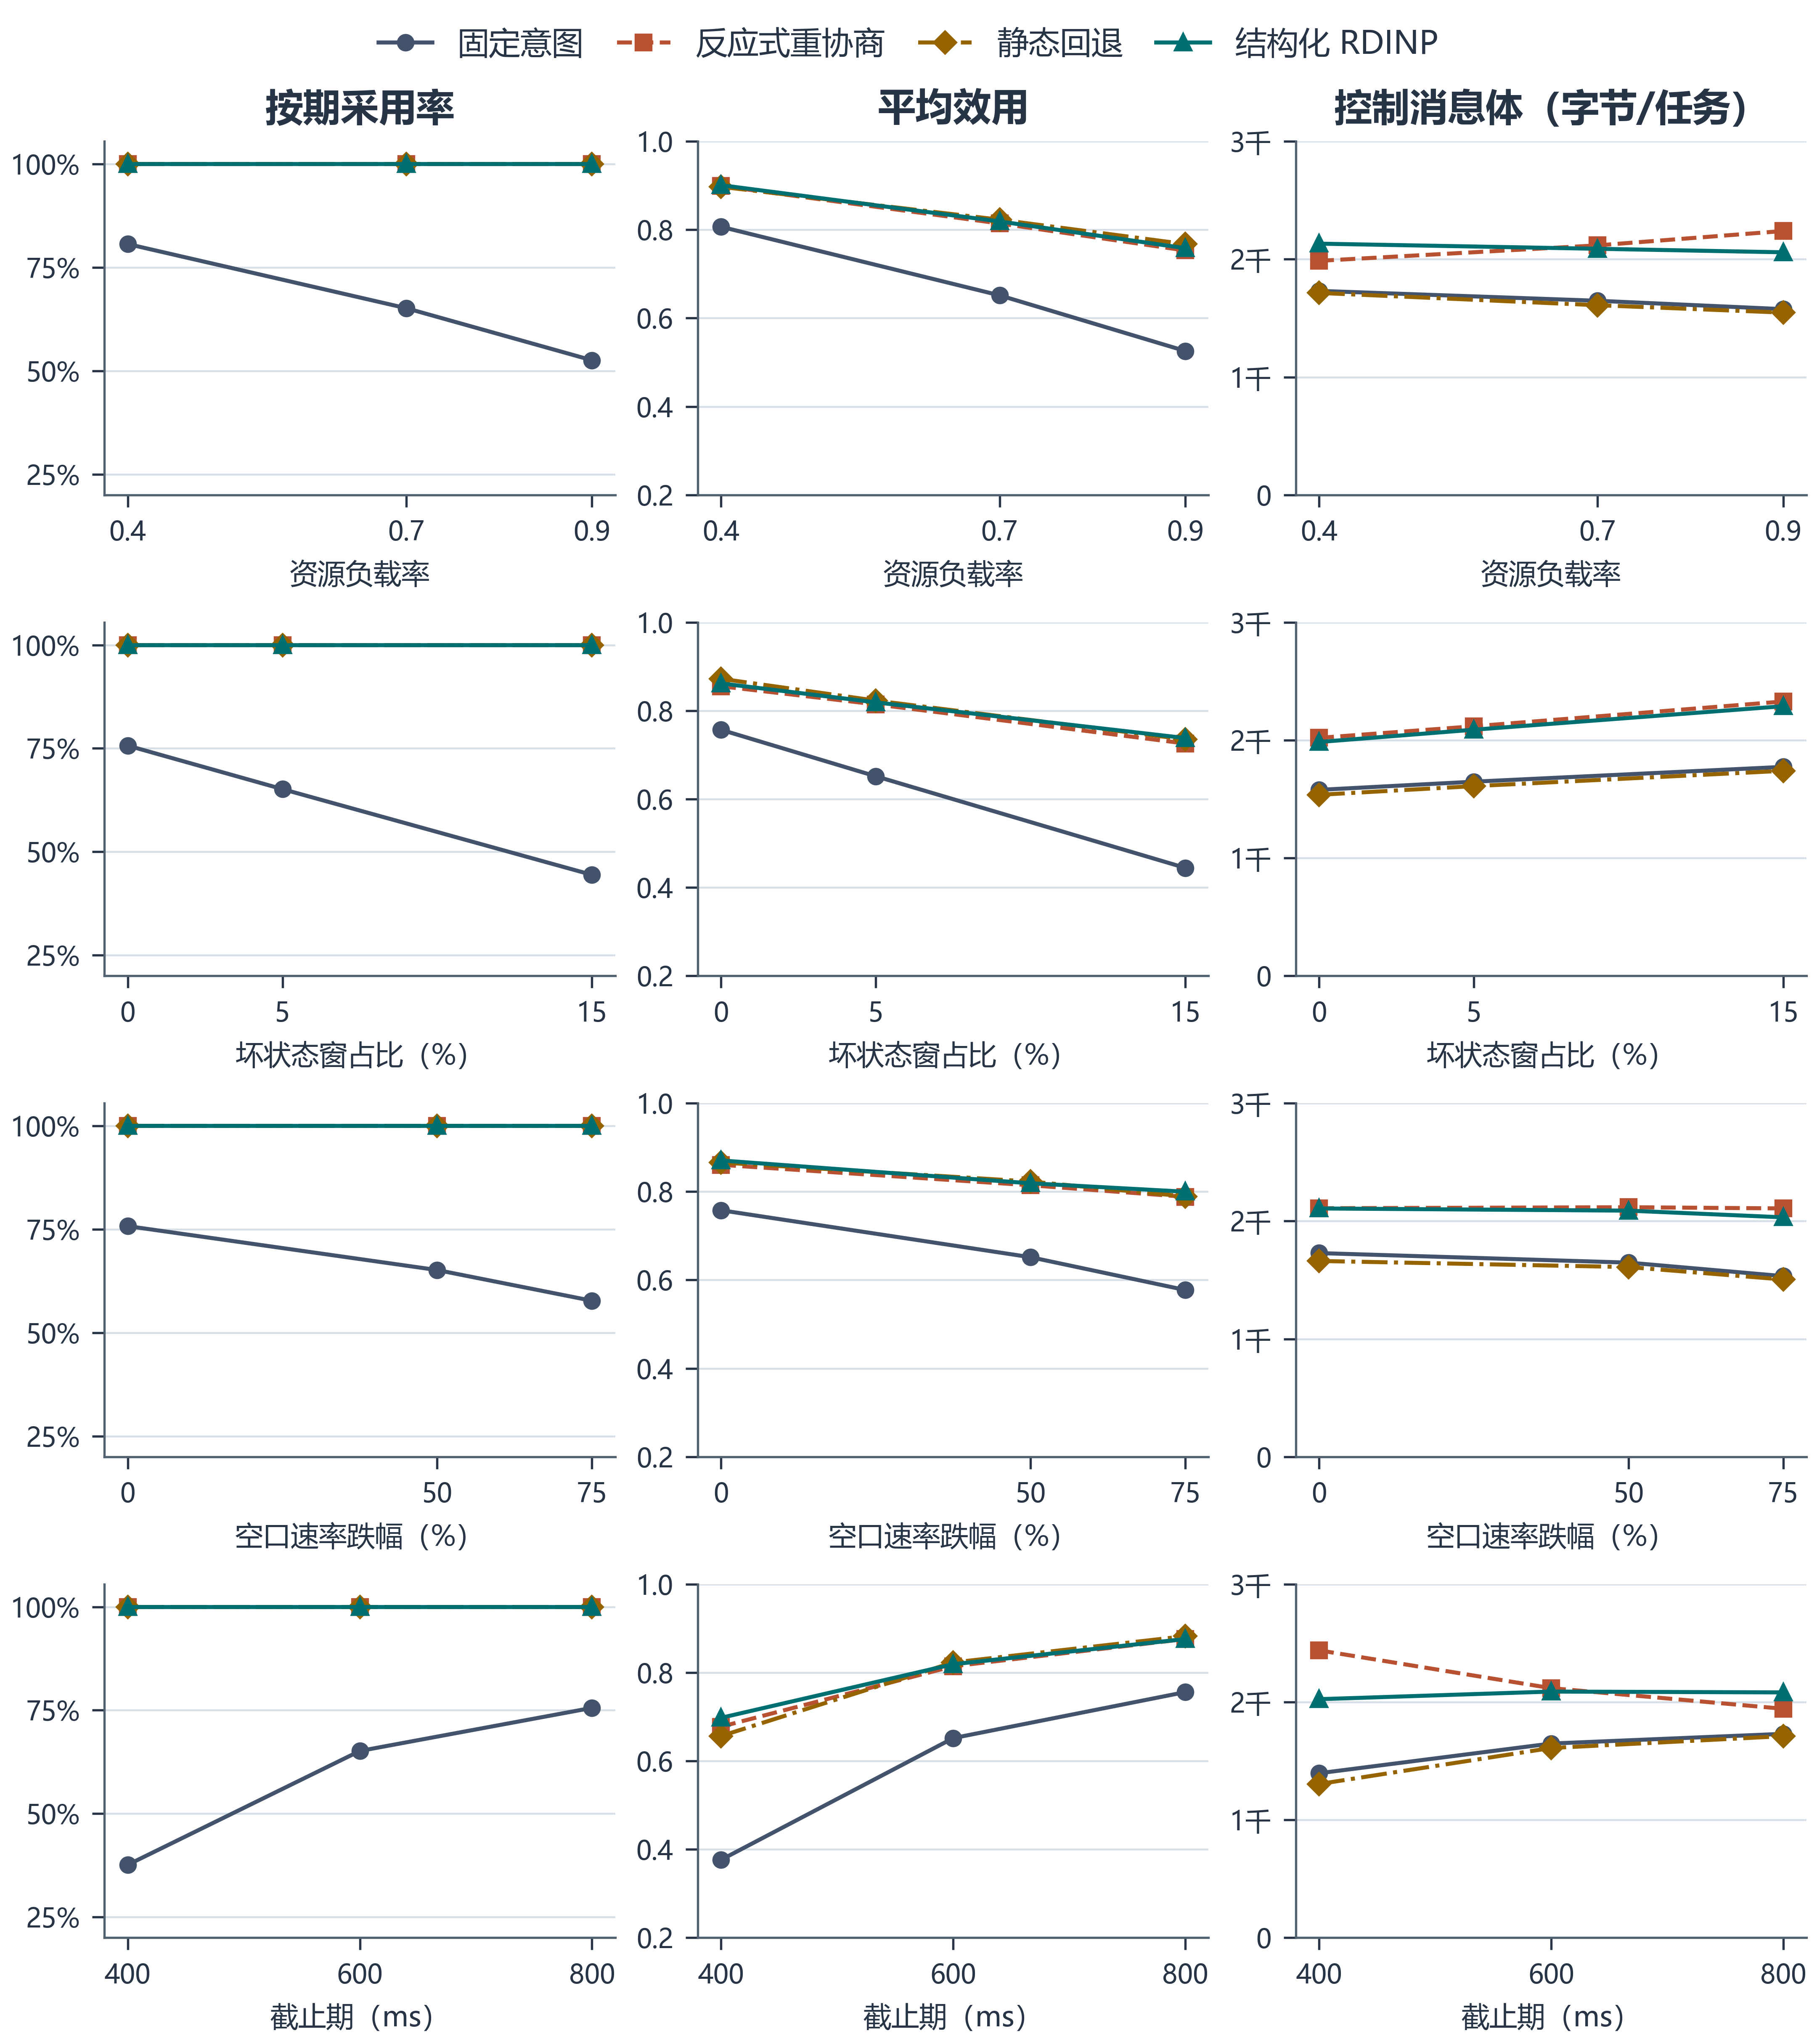 固定意图 反应式重协商 静态回退 结构化 RDINP
按期采用率 平均效用 控制消息体（字节/任务）
100% 1.0 3千
75% 0.8 2千
50% 0.6 1千
25% 0.4
0.2 0
0.4 0.7 0.9 0.4 0.7 0.9 0.4 0.7 0.9
资源负载率 资源负载率 资源负载率
100% 1.0 3千
75% 0.8 2千
50% 0.6 1千
25% 0.4
0.2 0
0 5 15 0 5 15 0 5 15
坏状态窗占比（%） 坏状态窗占比（%） 坏状态窗占比（%）
100% 1.0 3千
75% 0.8 2千
50% 0.6 1千
25% 0.4
0.2 0
0 50 75 0 50 75 0 50 75
空口速率跌幅（%） 空口速率跌幅（%） 空口速率跌幅（%）
100% 1.0 3千
75% 0.8 2千
50% 0.6 1千
25% 0.4
0.2 0
400 600 800 400 600 800 400 600 800
截止期（ms） 截止期（ms） 截止期（ms）